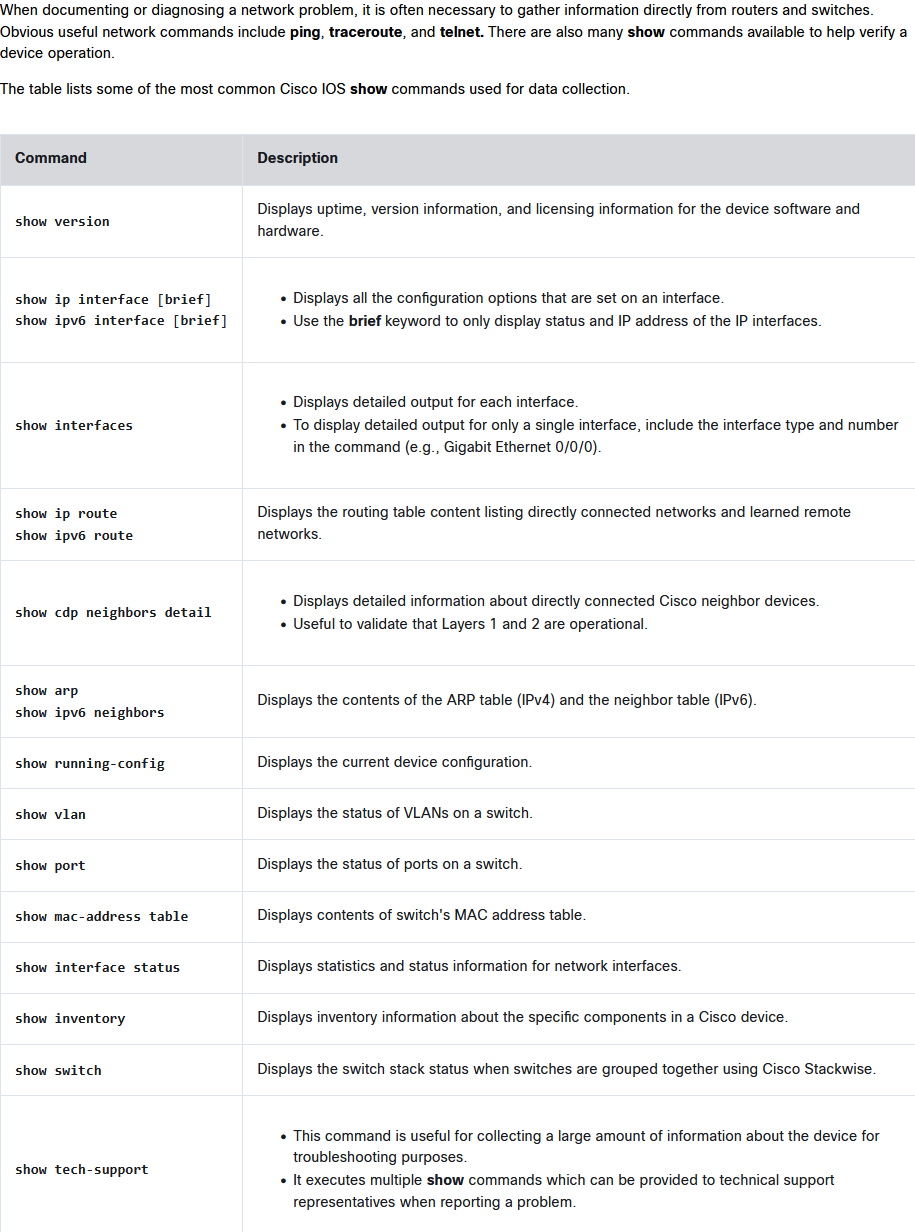 When documenting or diagnosing a network problem, it is often necessary to gather information directly from routers and switches.
Obvious useful network commands include ping, traceroute, and telnet. There are also many show commands available to help verify a
device operation.
The table lists some of the most common Cisco IOS show commands used for data collection.
Command
Description
show version
Displays uptime, version information, and licensing information for the device software and
hardware.
show ip interface [brief]
show ipv6 interface [brief]
• Displays all the configuration options that are set on an interface.
• Use the brief keyword to only display status and IP address of the IP interfaces.
show interfaces
• Displays detailed output for each interface.
• To display detailed output for only a single interface, include the interface type and number
in the command (e.g., Gigabit Ethernet 0/0/0).
show ip route
show ipv6 route
Displays the routing table content listing directly connected networks and learned remote
networks.
show cdp neighbors detail
• Displays detailed information about directly connected Cisco neighbor devices.
• Useful to validate that Layers 1 and 2 are operational.
show arp
show ipv6 neighbors
Displays the contents of the ARP table (IPv4) and the neighbor table (IPv6).
show running-config
Displays the current device configuration.
show vlan
Displays the status of VLANs on a switch.
show port
Displays the status of ports on a switch.
show mac-address table
Displays contents of switch's MAC address table.
show interface status
Displays statistics and status information for network interfaces.
show inventory
Displays inventory information about the specific components in a Cisco device.
show switch
Displays the switch stack status when switches are grouped together using Cisco Stackwise.
show tech-support
• This command is useful for collecting a large amount of information about the device for
troubleshooting purposes.
• It executes multiple show commands which can be provided to technical support
representatives when reporting a problem.